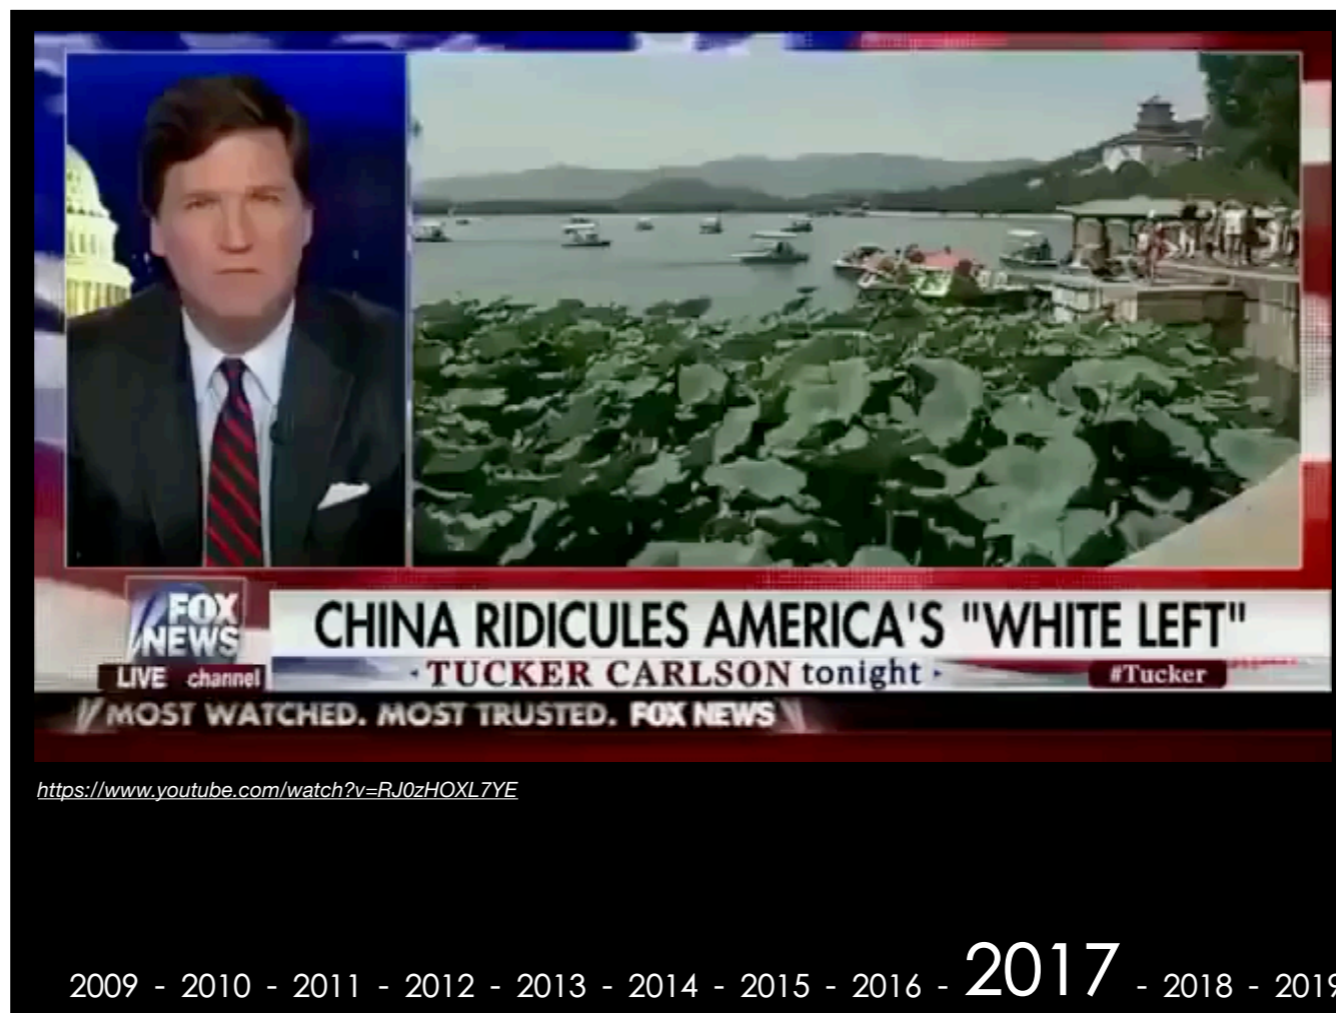 CHINA RIDICULES AMERICA'S "WHITE LEFT"
FOX
NEWS
LIVE channel
· TUCKER CARLSON tonight ·
#Tucker
MOST WATCHED. MOST TRUSTED. FOX NEWS
https://www.youtube.com/watch?v=RJ0zHOXL7YE
2009 - 2010 - 2011 - 2012 - 2013 - 2014 - 2015 - 2016 - 2017 - 2018 - 2019